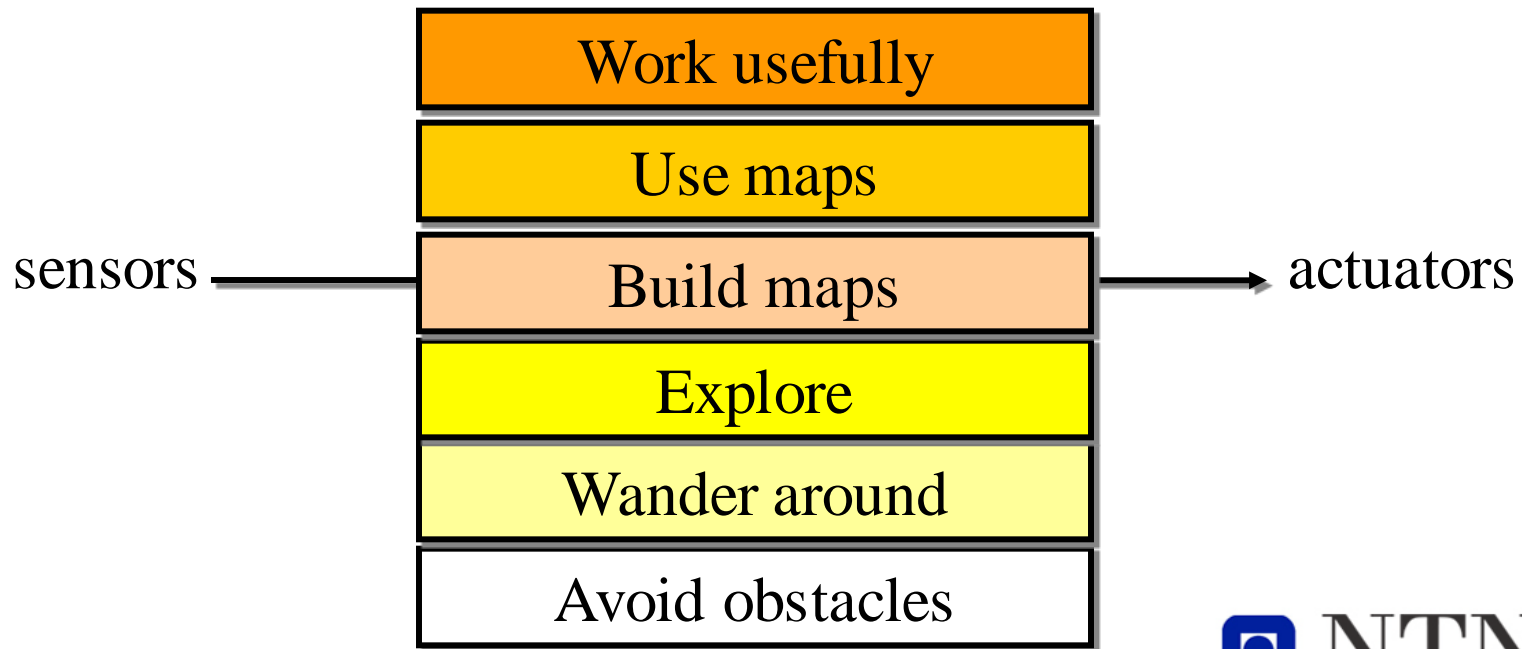 Work usefully
Use maps
sensors
Build maps
actuators
Explore
Wander around
Avoid obstacles